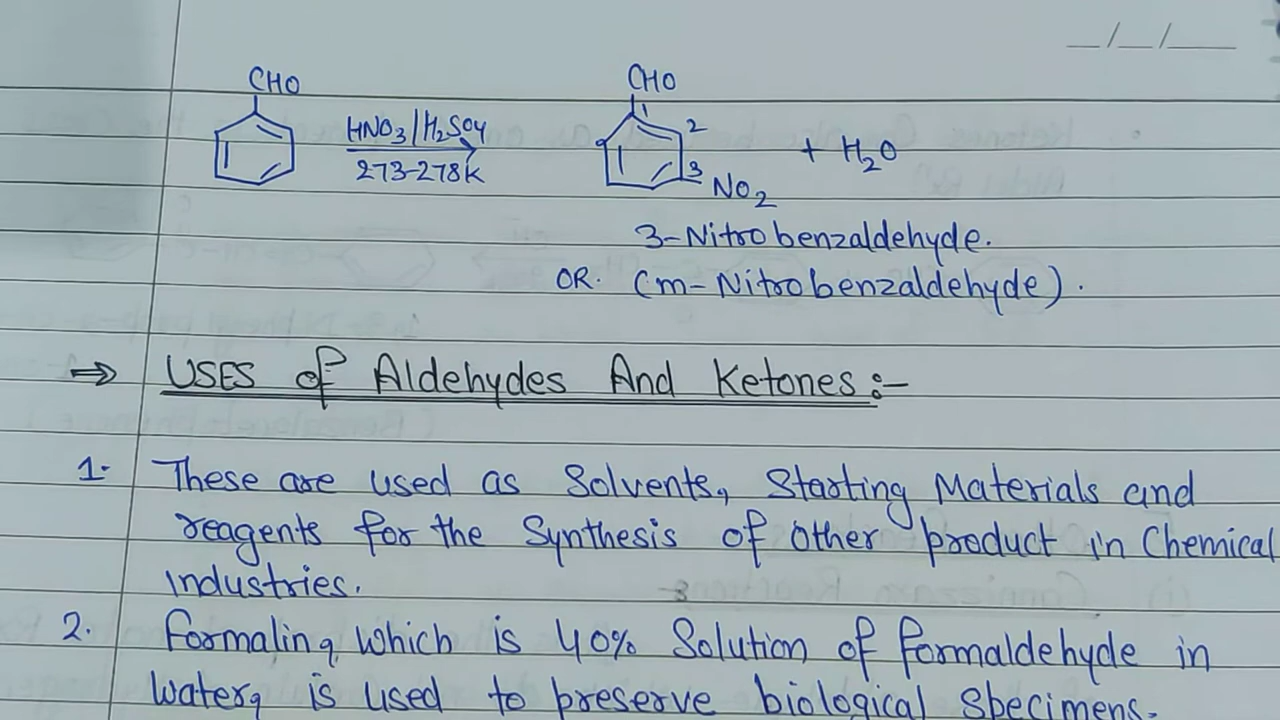 __/__/____
CHO CHO
HNO3/H2SO4
273-278K
1 2 3 NO2 + H2O
3-Nitrobenzaldehyde.
OR. (m-Nitrobenzaldehyde).
⇒ USES of Aldehydes And Ketones:-
1. These are used as Solvents, Starting Materials and
reagents for the Synthesis of other product in Chemical
industries.
2. Formalin, which is 40% Solution of formaldehyde in
water, is used to preserve biological specimens.